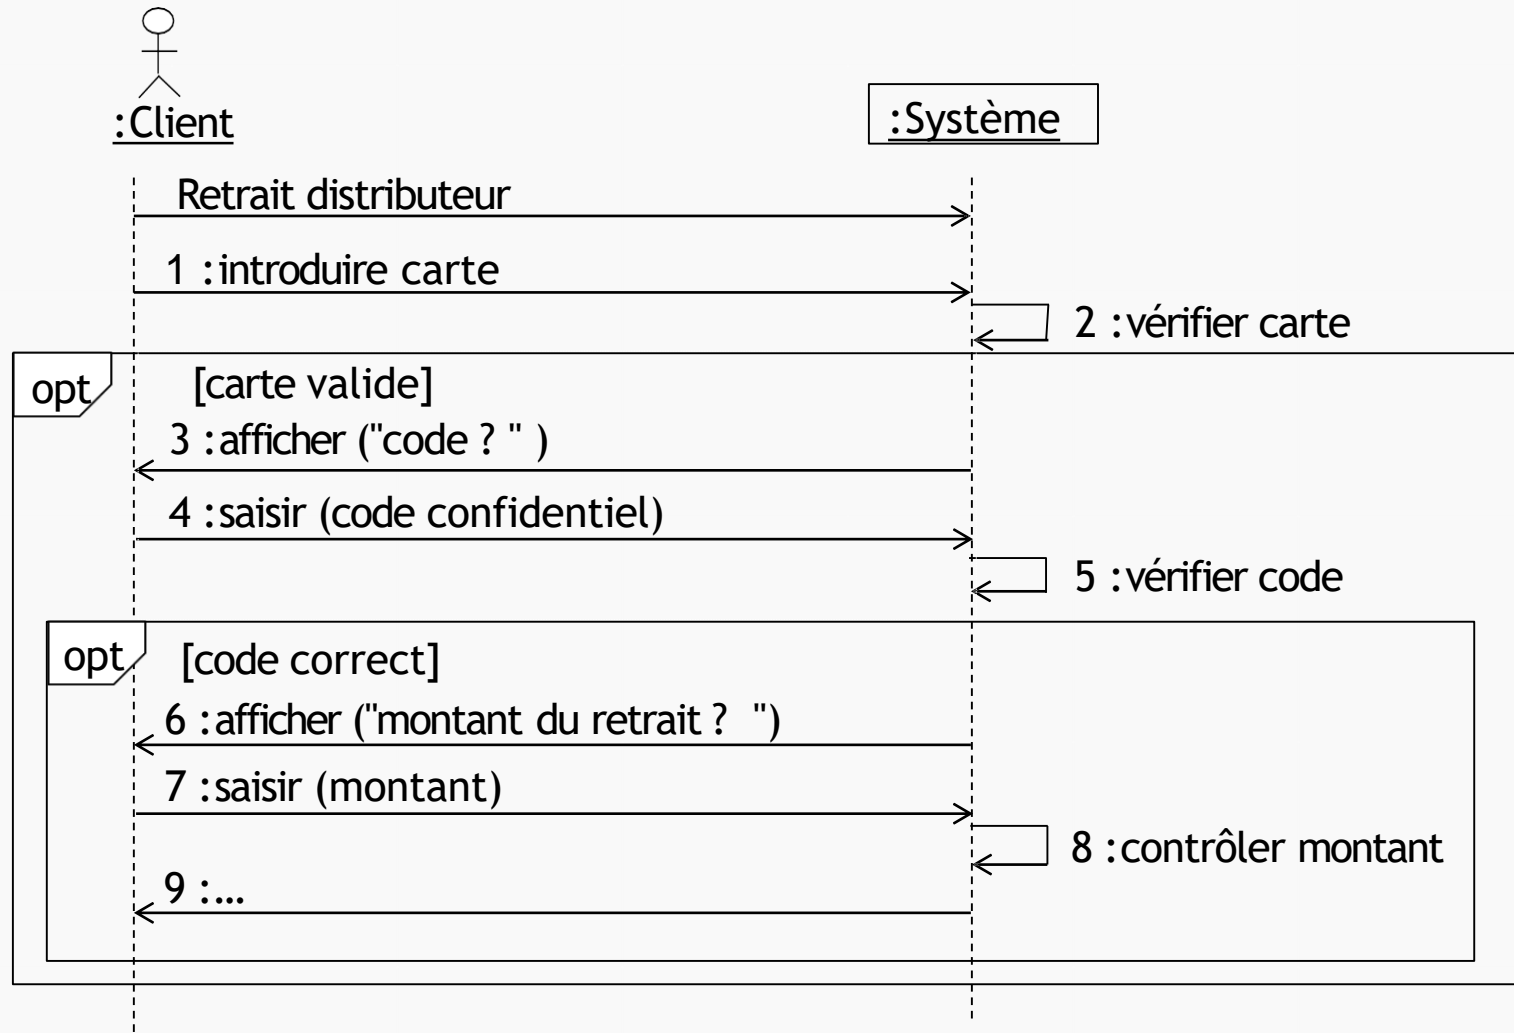 :Client
:Système
Retrait distributeur
1 :introduire carte
2 :vérifier carte
opt
[carte valide]
3 :afficher ("code ? " )
4 :saisir (code confidentiel)
5 :vérifier code
opt
[code correct]
6 :afficher ("montant du retrait ?  ")
7 :saisir (montant)
8 :contrôler montant
9 :...